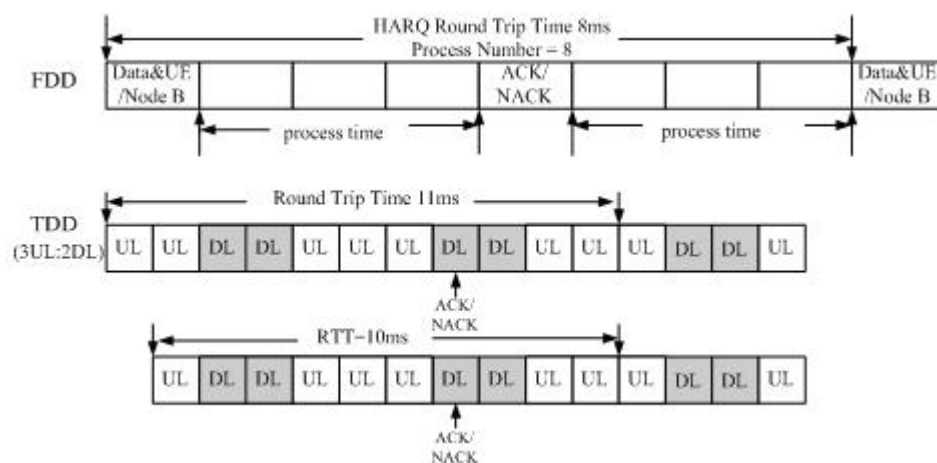 HARQ Round Trip Time 8ms
Process Number = 8
FDD
Data&UE
/Node B
ACK/
NACK
Data&UE
/Node B
process time
process time
Round Trip Time 11ms
TDD
(3UL:2DL)
UL UL DL DL UL UL UL DL DL UL UL UL DL DL UL
ACK/
NACK
RTT=10ms
UL DL DL UL UL UL DL DL UL UL UL DL DL UL
ACK/
NACK